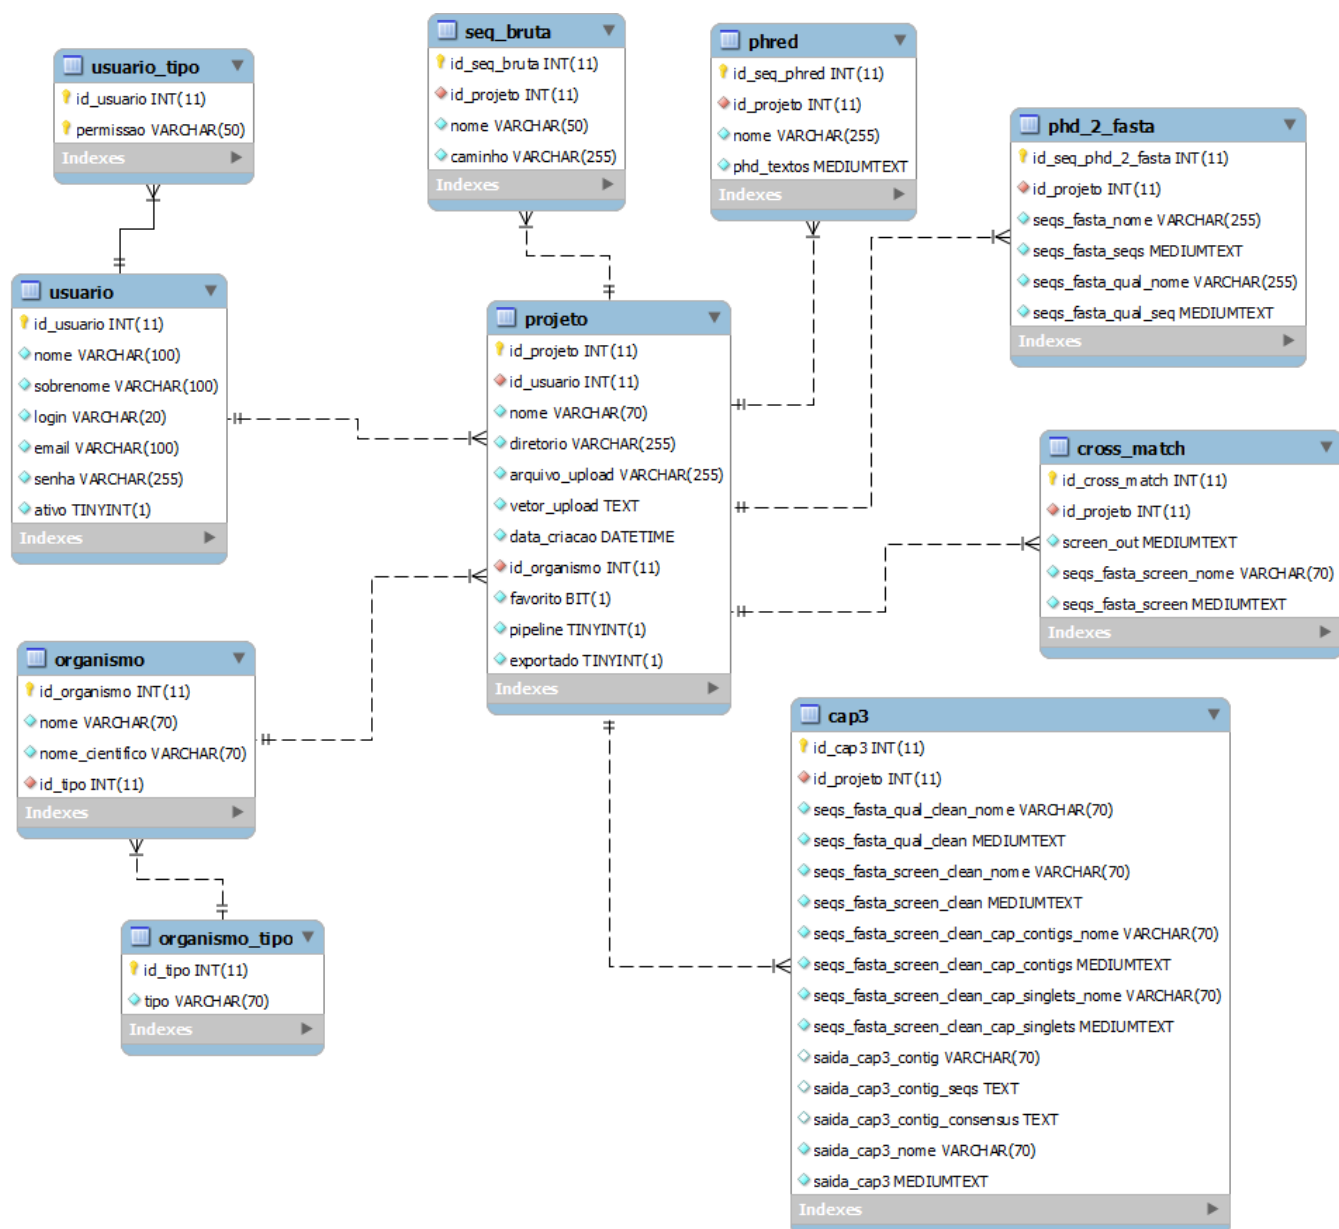 usuario_tipo
id_usuario INT(11)
permissao VARCHAR(50)
Indexes
seq_bruta
id_seq_bruta INT(11)
id_projeto INT(11)
nome VARCHAR(50)
caminho VARCHAR(255)
Indexes
phred
id_seq_phred INT(11)
id_projeto INT(11)
nome VARCHAR(255)
phd_textos MEDIUMTEXT
Indexes
phd_2_fasta
id_seq_phd_2_fasta INT(11)
id_projeto INT(11)
seqs_fasta_nome VARCHAR(255)
seqs_fasta_seqs MEDIUMTEXT
seqs_fasta_qual_nome VARCHAR(255)
seqs_fasta_qual_seq MEDIUMTEXT
Indexes
usuario
id_usuario INT(11)
nome VARCHAR(100)
sobrenome VARCHAR(100)
login VARCHAR(20)
email VARCHAR(100)
senha VARCHAR(255)
ativo TINYINT(1)
Indexes
projeto
id_projeto INT(11)
id_usuario INT(11)
nome VARCHAR(70)
diretorio VARCHAR(255)
arquivo_upload VARCHAR(255)
vetor_upload TEXT
data_criacao DATETIME
id_organismo INT(11)
favorito BIT(1)
pipeline TINYINT(1)
exportado TINYINT(1)
Indexes
cross_match
id_cross_match INT(11)
id_projeto INT(11)
screen_out MEDIUMTEXT
seqs_fasta_screen_nome VARCHAR(70)
seqs_fasta_screen MEDIUMTEXT
Indexes
organismo
id_organismo INT(11)
nome VARCHAR(70)
nome_cientifico VARCHAR(70)
id_tipo INT(11)
Indexes
organismo_tipo
id_tipo INT(11)
tipo VARCHAR(70)
Indexes
cap3
id_cap3 INT(11)
id_projeto INT(11)
seqs_fasta_qual_clean_nome VARCHAR(70)
seqs_fasta_qual_clean MEDIUMTEXT
seqs_fasta_screen_clean_nome VARCHAR(70)
seqs_fasta_screen_clean MEDIUMTEXT
seqs_fasta_screen_clean_cap_contigs_nome VARCHAR(70)
seqs_fasta_screen_clean_cap_contigs MEDIUMTEXT
seqs_fasta_screen_clean_cap_singlets_nome VARCHAR(70)
seqs_fasta_screen_clean_cap_singlets MEDIUMTEXT
saida_cap3_contig VARCHAR(70)
saida_cap3_contig_seqs TEXT
saida_cap3_contig_consensus TEXT
saida_cap3_nome VARCHAR(70)
saida_cap3 MEDIUMTEXT
Indexes